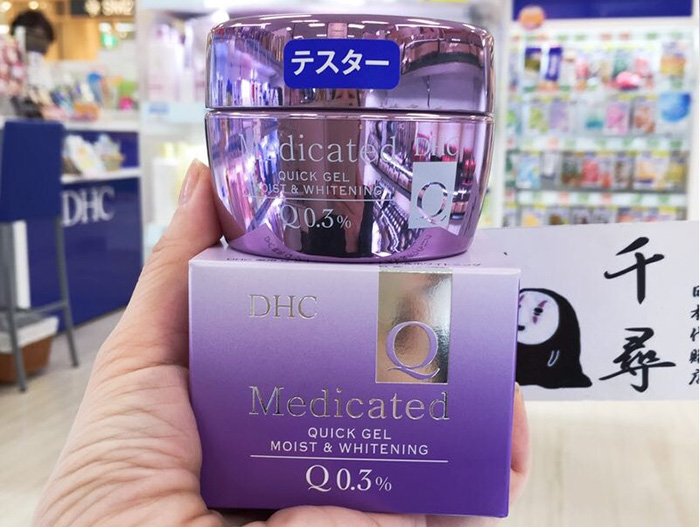 テスター
Medicated DHC
QUICK GEL
MOIST & WHITENING
Q
Q0.3%
DHC
DHC
Q
Medicated
QUICK GEL
MOIST & WHITENING
Q0.3%
千尋